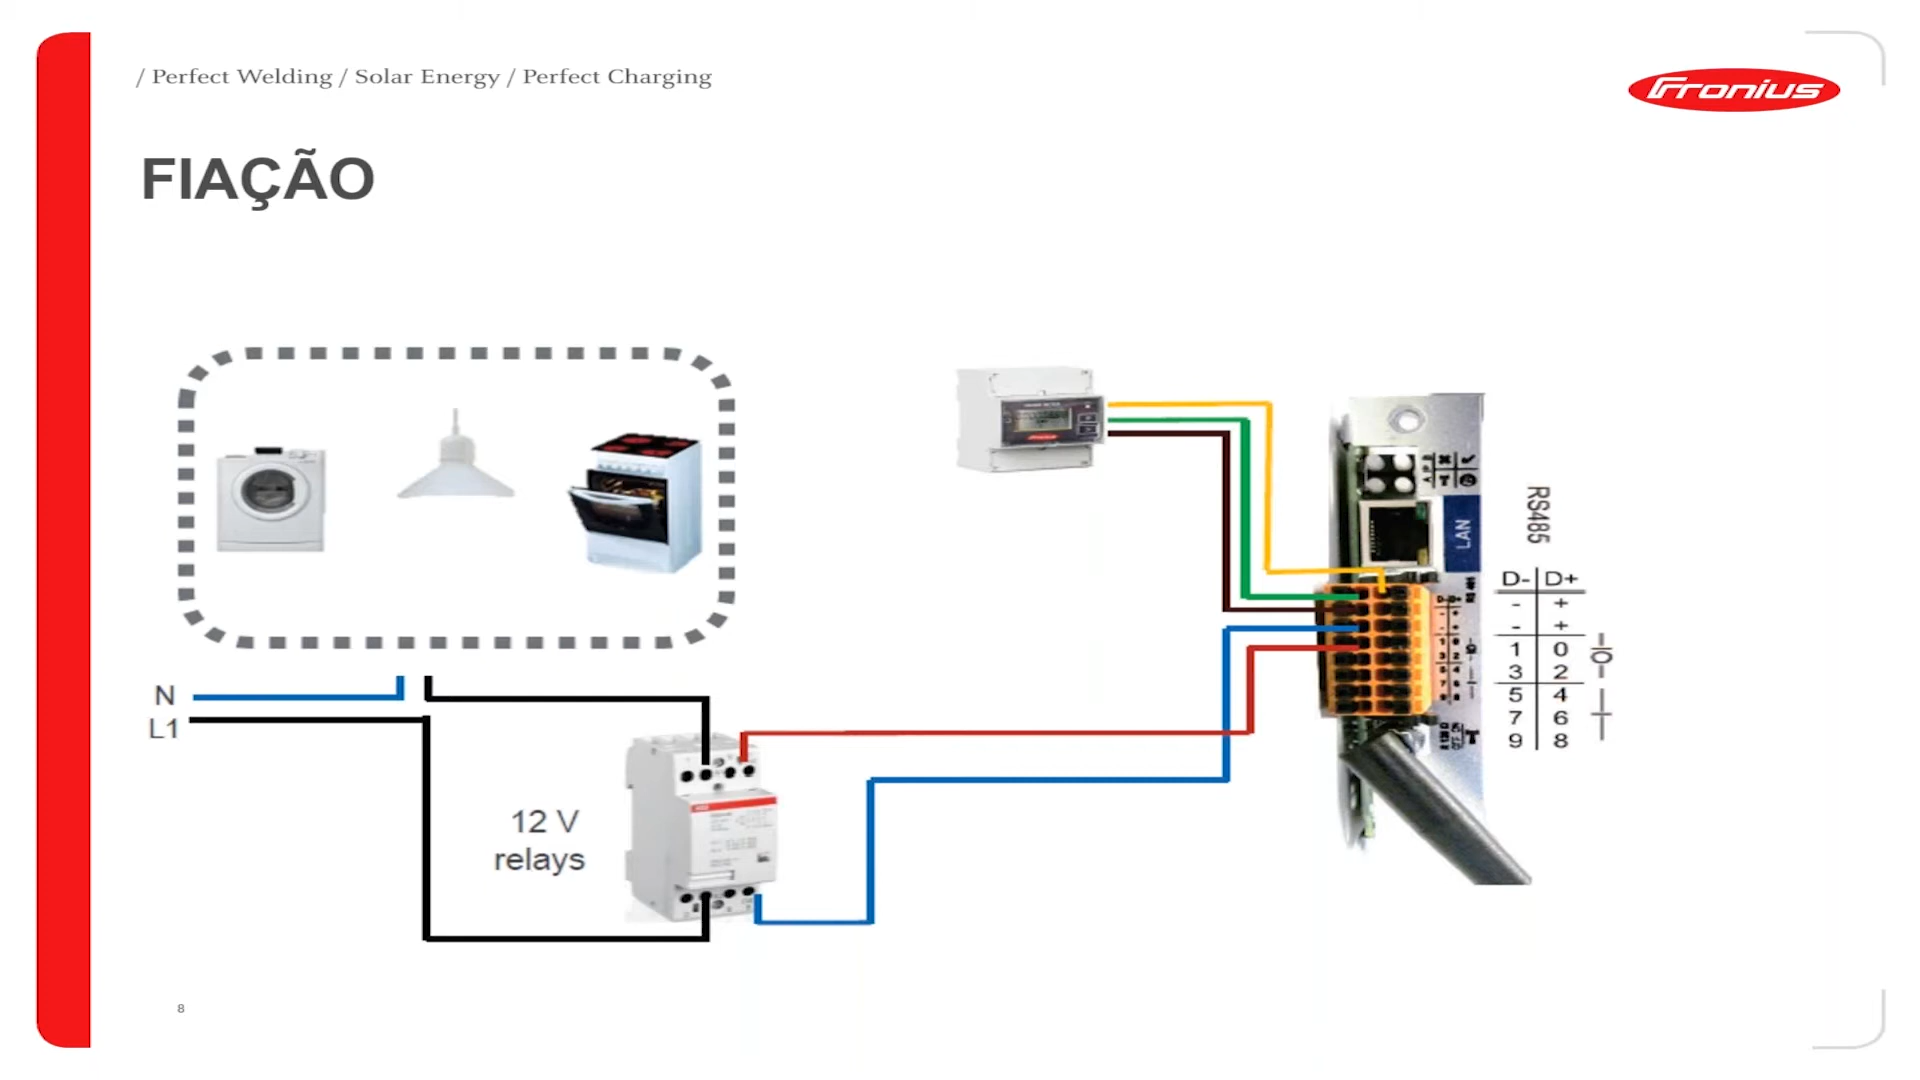 / Perfect Welding / Solar Energy / Perfect Charging
Fronius
FIAÇÃO
LAN
RS485
D- D+
- +
- +
1 0
3 2
5 4
7 6
9 8
N
L1
12 V
relays
8